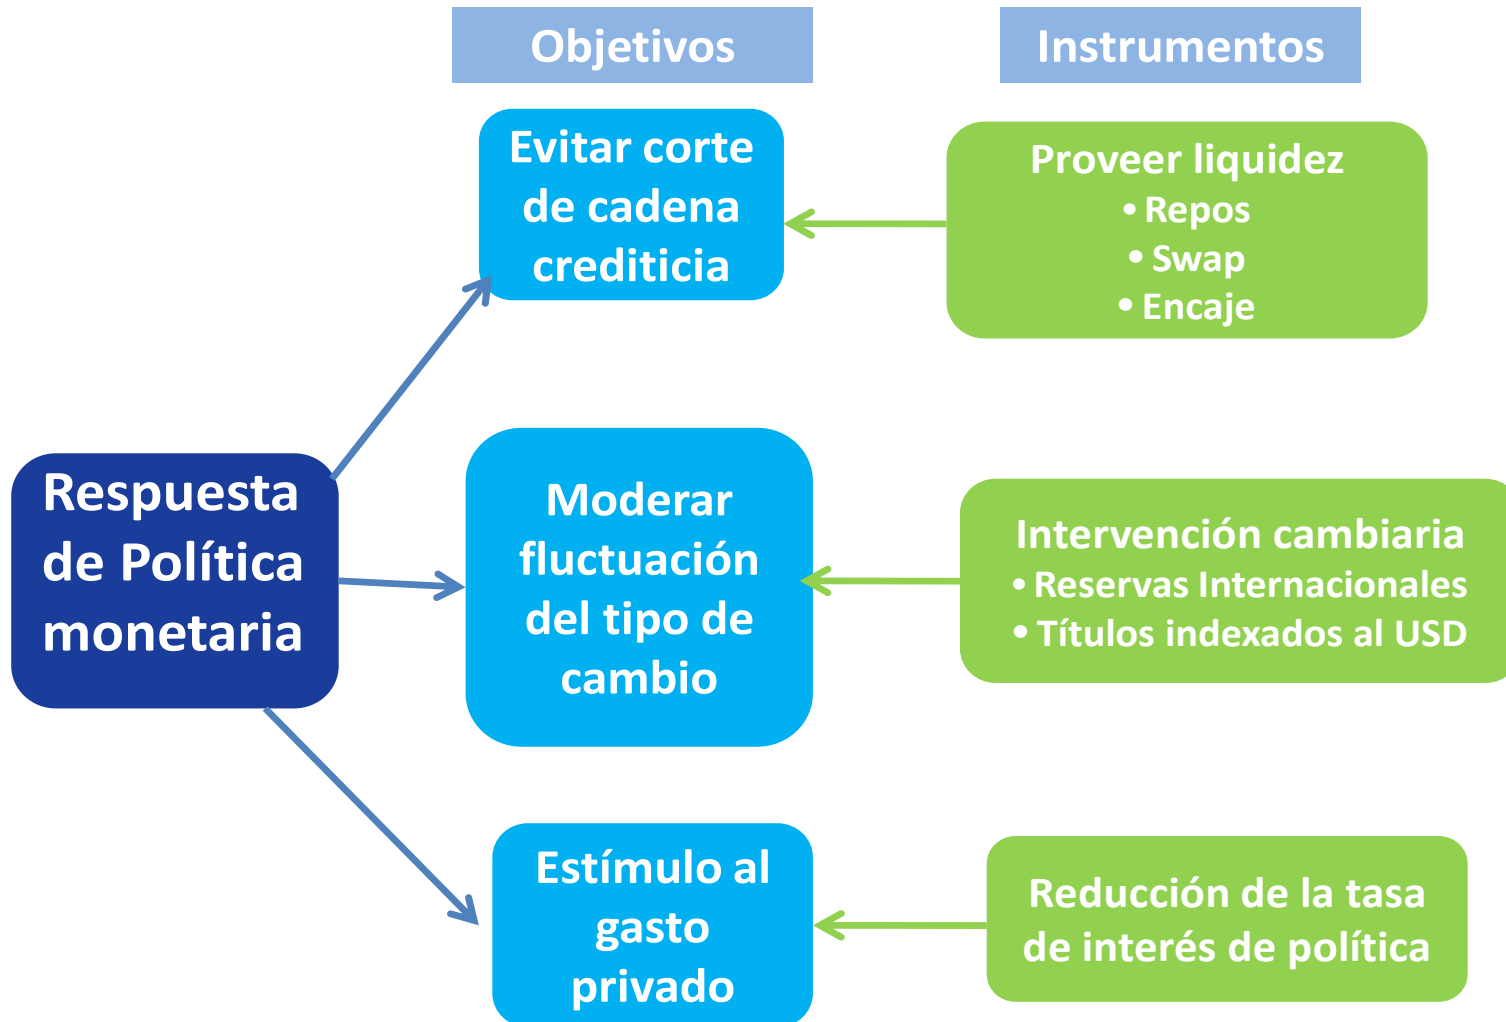 Objetivos
Instrumentos
Evitar corte
de cadena
crediticia
Proveer liquidez
• Repos
• Swap
• Encaje
Respuesta
de Política
monetaria
Moderar
fluctuación
del tipo de
cambio
Intervención cambiaria
• Reservas Internacionales
• Títulos indexados al USD
Estímulo al
gasto
privado
Reducción de la tasa
de interés de política